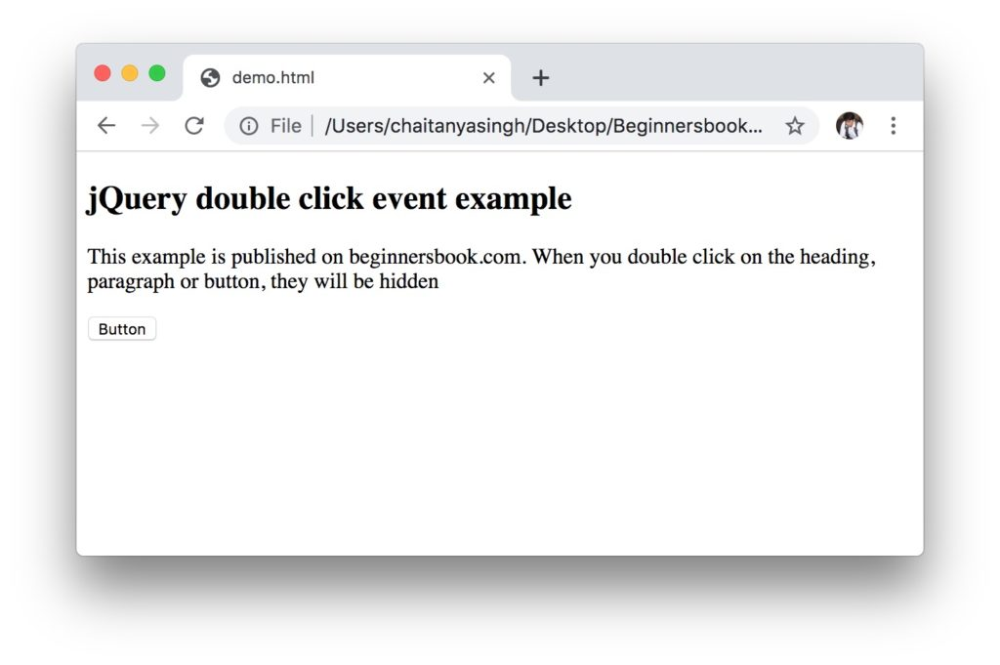 demo.html
File /Users/chaitanyasingh/Desktop/Beginnersbook...
jQuery double click event example
This example is published on beginnersbook.com. When you double click on the heading,
paragraph or button, they will be hidden
Button